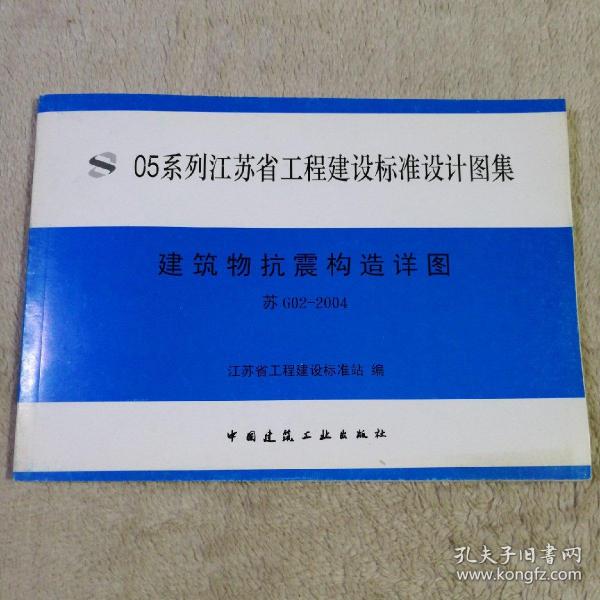 05系列江苏省工程建设标准设计图集
建筑物抗震构造详图
苏 G02-2004
江苏省工程建设标准站 编
中国建筑工业出版社
孔夫子旧书网
www.kongfz.com